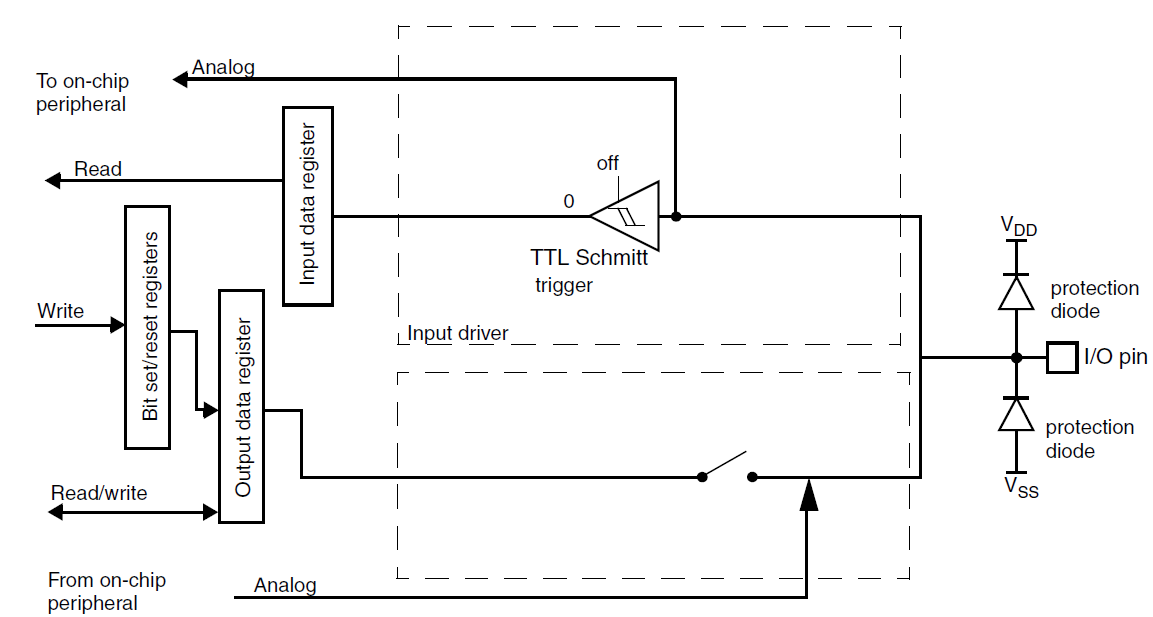 To on-chip
peripheral
Analog
Read
Input data register
off
0
TTL Schmitt
trigger
Input driver
Write
Bit set/reset registers
Output data register
Read/write
From on-chip
peripheral
Analog
VDD
protection
diode
I/O pin
protection
diode
VSS